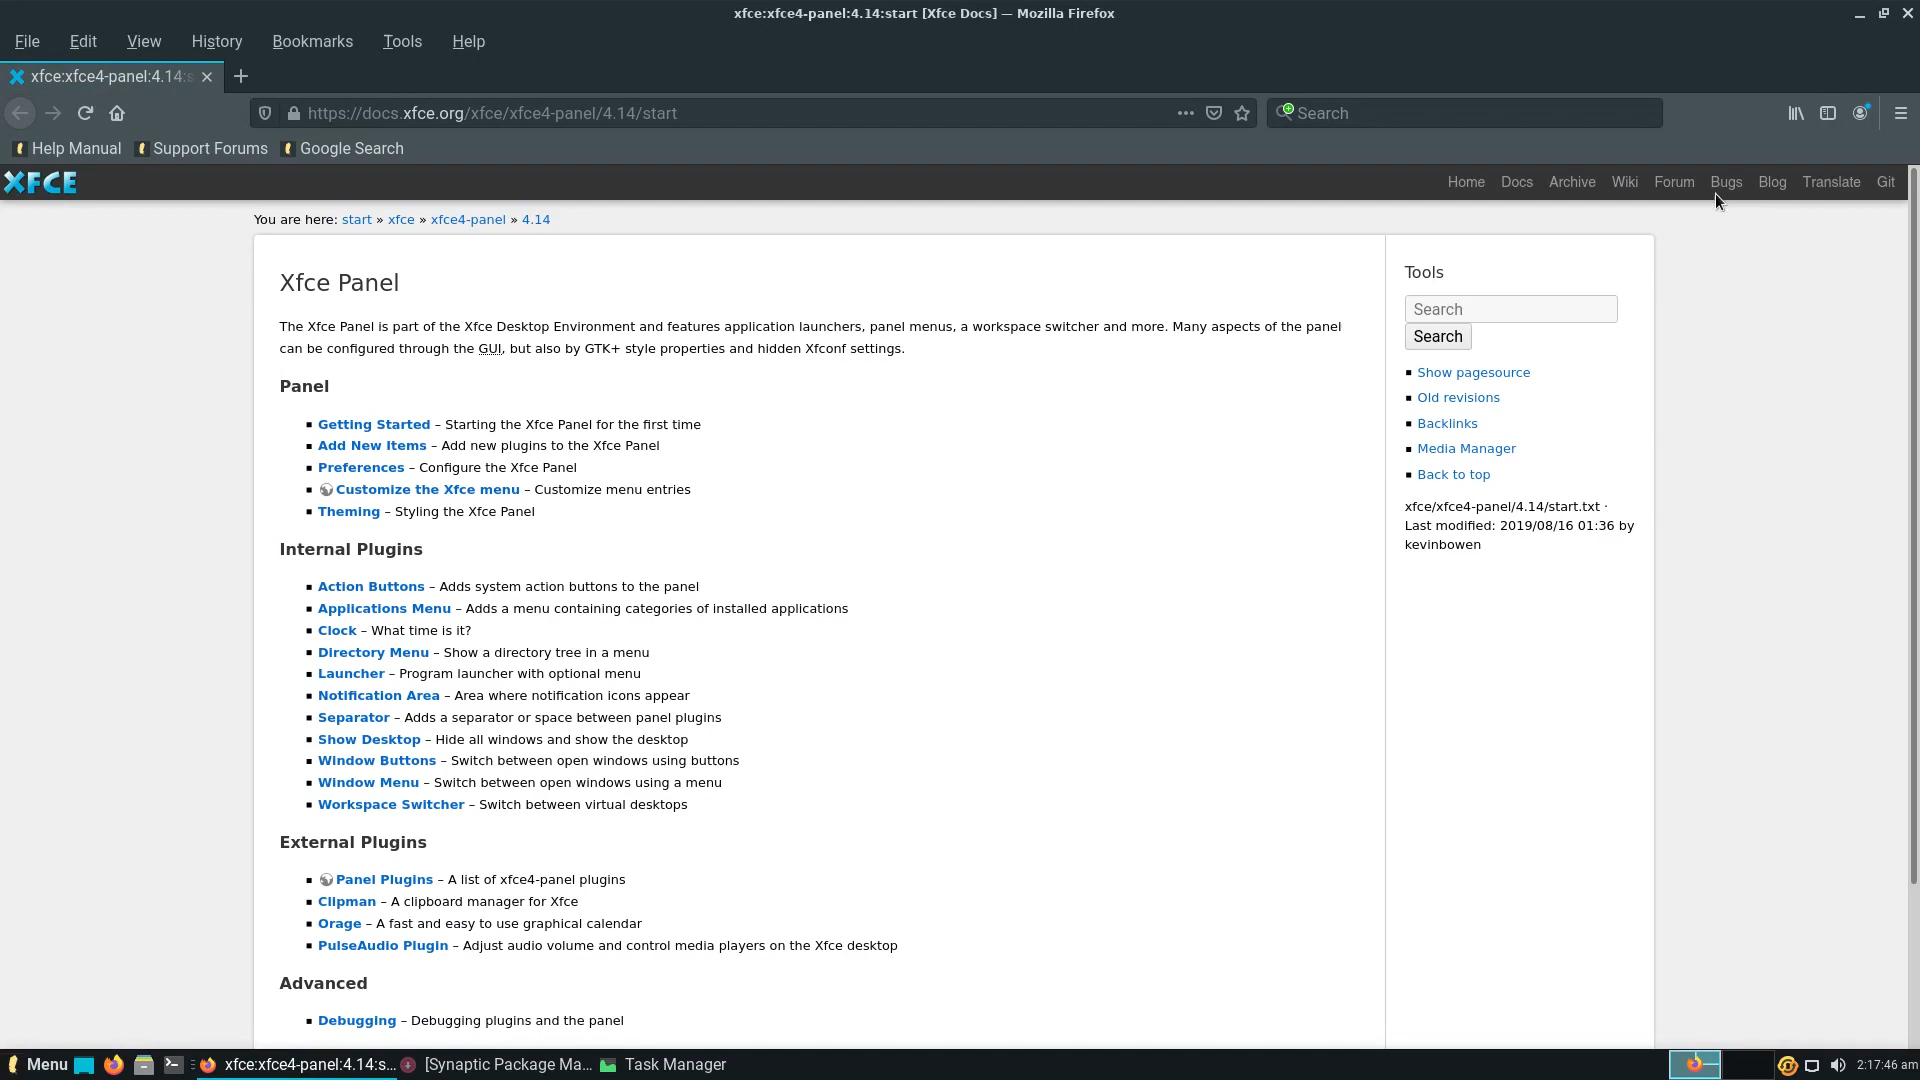 xfce:xfce4-panel:4.14:start [Xfce Docs] — Mozilla Firefox
File Edit View History Bookmarks Tools Help
xfce:xfce4-panel:4.14:s
https://docs.xfce.org/xfce/xfce4-panel/4.14/start
Search
Help Manual Support Forums Google Search
XFCE
Home Docs Archive Wiki Forum Bugs Blog Translate Git
You are here: start » xfce » xfce4-panel » 4.14
Xfce Panel
The Xfce Panel is part of the Xfce Desktop Environment and features application launchers, panel menus, a workspace switcher and more. Many aspects of the panel
can be configured through the GUI, but also by GTK+ style properties and hidden Xfconf settings.
Panel
▪ Getting Started – Starting the Xfce Panel for the first time
▪ Add New Items – Add new plugins to the Xfce Panel
▪ Preferences – Configure the Xfce Panel
▪ Customize the Xfce menu – Customize menu entries
▪ Theming – Styling the Xfce Panel
Internal Plugins
▪ Action Buttons – Adds system action buttons to the panel
▪ Applications Menu – Adds a menu containing categories of installed applications
▪ Clock – What time is it?
▪ Directory Menu – Show a directory tree in a menu
▪ Launcher – Program launcher with optional menu
▪ Notification Area – Area where notification icons appear
▪ Separator – Adds a separator or space between panel plugins
▪ Show Desktop – Hide all windows and show the desktop
▪ Window Buttons – Switch between open windows using buttons
▪ Window Menu – Switch between open windows using a menu
▪ Workspace Switcher – Switch between virtual desktops
External Plugins
▪ Panel Plugins – A list of xfce4-panel plugins
▪ Clipman – A clipboard manager for Xfce
▪ Orage – A fast and easy to use graphical calendar
▪ PulseAudio Plugin – Adjust audio volume and control media players on the Xfce desktop
Advanced
▪ Debugging – Debugging plugins and the panel
Tools
Search
Search
▪ Show pagesource
▪ Old revisions
▪ Backlinks
▪ Media Manager
▪ Back to top
xfce/xfce4-panel/4.14/start.txt ·
Last modified: 2019/08/16 01:36 by
kevinbowen
Menu xfce:xfce4-panel:4.14:s... [Synaptic Package Ma... Task Manager 2:17:46 am